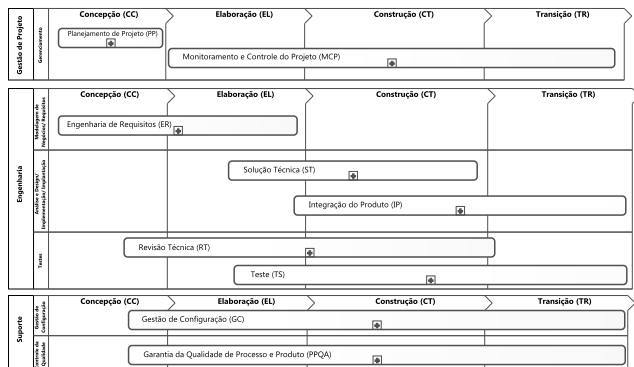 Gestão de Projeto
Gerenciamento
Concepção (CC)
Elaboração (EL)
Construção (CT)
Transição (TR)
Planejamento de Projeto (PP)
Monitoramento e Controle do Projeto (MCP)
Engenharia
Modelagem de
Negócios/ Requisitos
Concepção (CC)
Elaboração (EL)
Construção (CT)
Transição (TR)
Engenharia de Requisitos (ER)
Análise e Design/
Implementação/ Implantação
Solução Técnica (ST)
Integração do Produto (IP)
Testes
Revisão Técnica (RT)
Teste (TS)
Suporte
Gestão de
Configuração
Concepção (CC)
Elaboração (EL)
Construção (CT)
Transição (TR)
Gestão de Configuração (GC)
Qualidade
Garantia da Qualidade de Processo e Produto (PPQA)